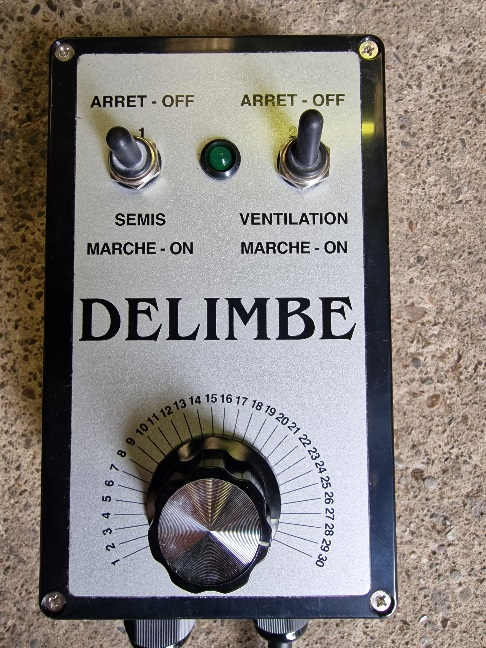 ARRET - OFF ARRET - OFF
1 2
SEMIS VENTILATION
MARCHE - ON MARCHE - ON
DELIMBE
1 2 3 4 5 6 7 8 9 10 11 12 13 14 15 16 17 18 19 20 21 22 23 24 25 26 27 28 29 30